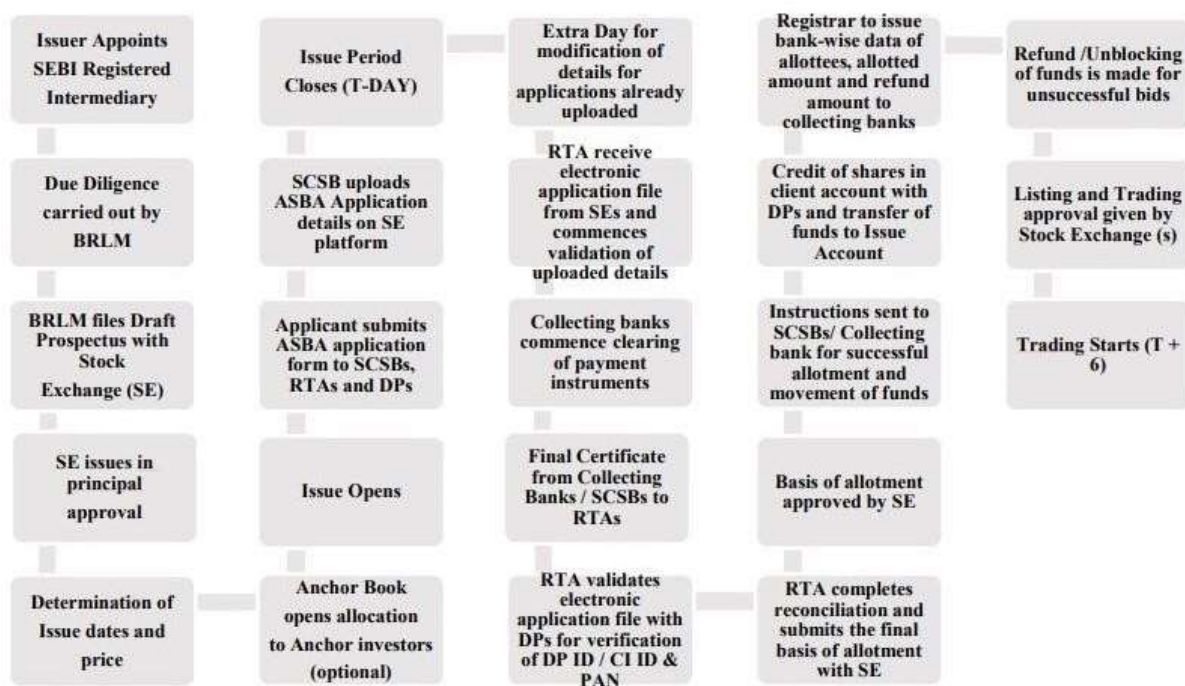 Issuer Appoints
SEBI Registered
Intermediary
Due Diligence
carried out by
BRLM
BRLM files Draft
Prospectus with
Stock
Exchange (SE)
SE issues in
principal
approval
Determination of
Issue dates and
price
Anchor Book
opens allocation
to Anchor investors
(optional)
Issue Opens
Applicant submits
ASBA application
form to SCSBs,
RTAs and DPs
SCSB uploads
ASBA Application
details on SE
platform
Issue Period
Closes (T-DAY)
Extra Day for
modification of
details for
applications already
uploaded
RTA receive
electronic
application file
from SEs and
commences
validation of
uploaded details
Collecting banks
commence clearing
of payment
instruments
Final Certificate
from Collecting
Banks / SCSBs to
RTAs
RTA validates
electronic
application file with
DPs for verification
of DP ID / CI ID &
PAN
RTA completes
reconciliation and
submits the final
basis of allotment
with SE
Basis of allotment
approved by SE
Instructions sent to
SCSBs/ Collecting
bank for successful
allotment and
movement of funds
Credit of shares in
client account with
DPs and transfer of
funds to Issue
Account
Registrar to issue
bank-wise data of
allottees, allotted
amount and refund
amount to
collecting banks
Refund /Unblocking
of funds is made for
unsuccessful bids
Listing and Trading
approval given by
Stock Exchange (s)
Trading Starts (T +
6)